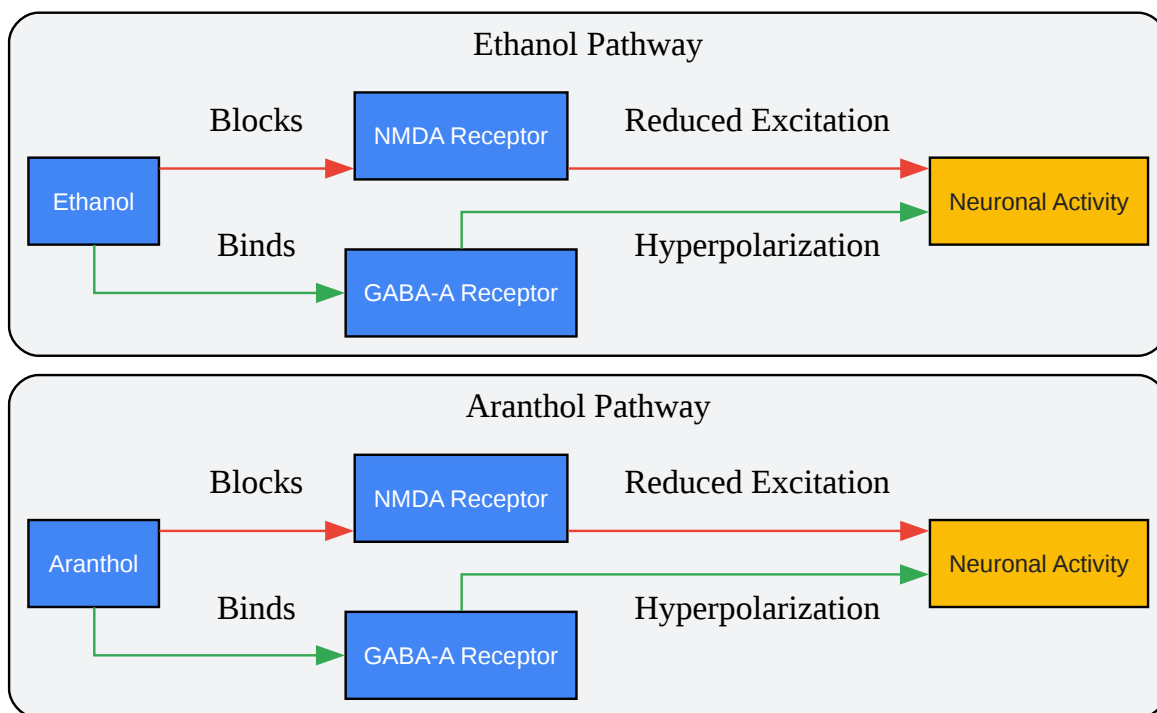 Ethanol Pathway
Blocks
NMDA Receptor
Reduced Excitation
Ethanol
Neuronal Activity
Binds
Hyperpolarization
GABA-A Receptor
Aranthol Pathway
Blocks
NMDA Receptor
Reduced Excitation
Aranthol
Neuronal Activity
Binds
Hyperpolarization
GABA-A Receptor